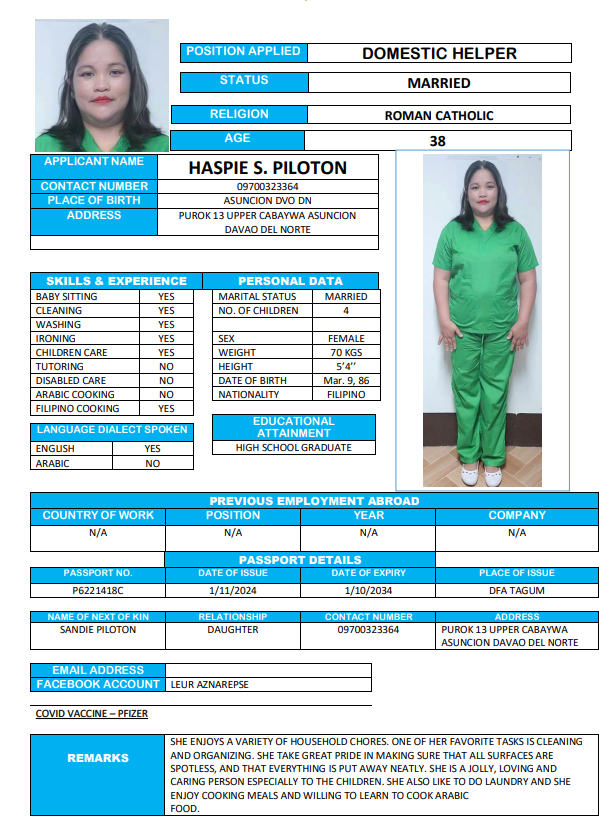 POSITION APPLIED DOMESTIC HELPER
STATUS MARRIED
RELIGION ROMAN CATHOLIC
AGE 38
APPLICANT NAME HASPIE S. PILOTON
CONTACT NUMBER 09700323364
PLACE OF BIRTH ASUNCION DVO DN
ADDRESS PUROK 13 UPPER CABAYWA ASUNCION
DAVAO DEL NORTE
SKILLS & EXPERIENCE PERSONAL DATA
BABY SITTING YES MARITAL STATUS MARRIED
CLEANING YES NO. OF CHILDREN 4
WASHING YES
IRONING YES SEX FEMALE
CHILDREN CARE YES WEIGHT 70 KGS
TUTORING NO HEIGHT 5'4''
DISABLED CARE NO DATE OF BIRTH Mar. 9, 86
ARABIC COOKING NO NATIONALITY FILIPINO
FILIPINO COOKING YES
EDUCATIONAL
ATTAINMENT
LANGUAGE DIALECT SPOKEN
ENGLISH YES HIGH SCHOOL GRADUATE
ARABIC NO
PREVIOUS EMPLOYMENT ABROAD
COUNTRY OF WORK POSITION YEAR COMPANY
N/A N/A N/A N/A
PASSPORT DETAILS
PASSPORT NO. DATE OF ISSUE DATE OF EXPIRY PLACE OF ISSUE
P6221418C 1/11/2024 1/10/2034 DFA TAGUM
NAME OF NEXT OF KIN RELATIONSHIP CONTACT NUMBER ADDRESS
SANDIE PILOTON DAUGHTER 09700323364 PUROK 13 UPPER CABAYWA
ASUNCION DAVAO DEL NORTE
EMAIL ADDRESS
FACEBOOK ACCOUNT LEUR AZNAREPSE
COVID VACCINE – PFIZER
REMARKS
SHE ENJOYS A VARIETY OF HOUSEHOLD CHORES. ONE OF HER FAVORITE TASKS IS CLEANING
AND ORGANIZING. SHE TAKE GREAT PRIDE IN MAKING SURE THAT ALL SURFACES ARE
SPOTLESS, AND THAT EVERYTHING IS PUT AWAY NEATLY. SHE IS A JOLLY, LOVING AND
CARING PERSON ESPECIALLY TO THE CHILDREN. SHE ALSO LIKE TO DO LAUNDRY AND SHE
ENJOY COOKING MEALS AND WILLING TO LEARN TO COOK ARABIC
FOOD.